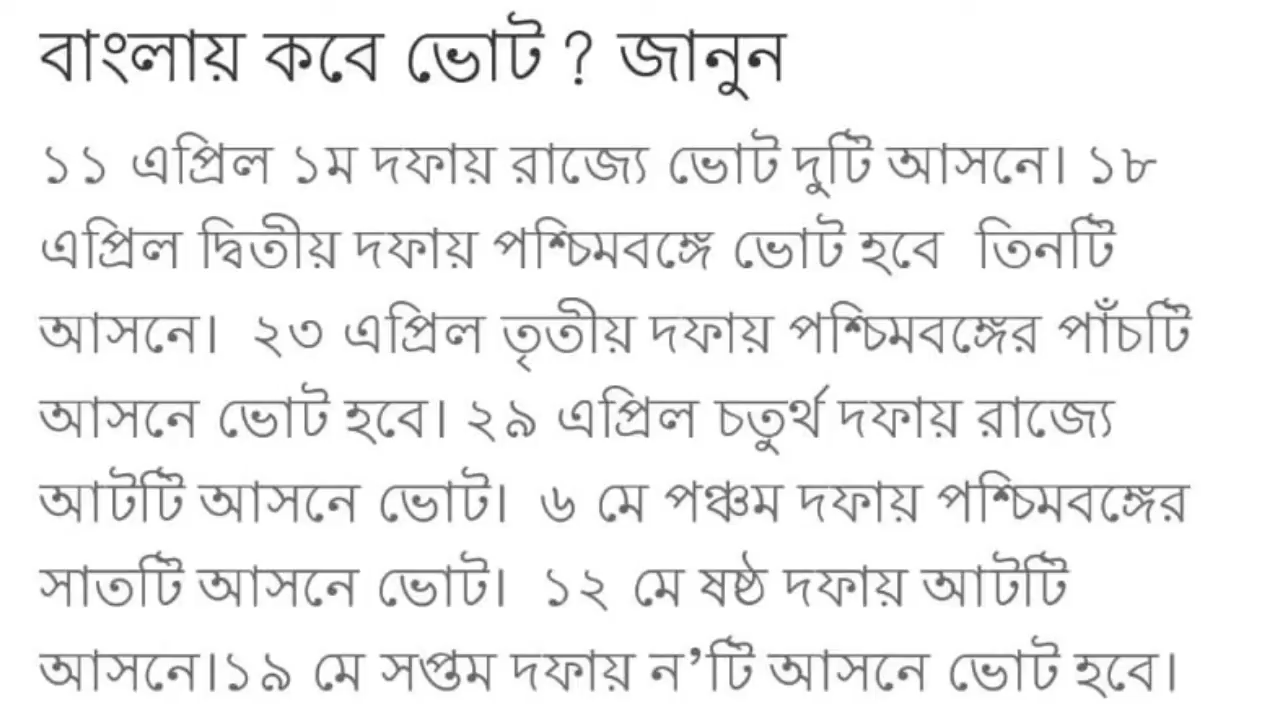 বাংলায় কবে ভোট ? জানুন
১১ এপ্রিল ১ম দফায় রাজ্যে ভোট দুটি আসনে। ১৮
এপ্রিল দ্বিতীয় দফায় পশ্চিমবঙ্গে ভোট হবে তিনটি
আসনে। ২৩ এপ্রিল তৃতীয় দফায় পশ্চিমবঙ্গের পাঁচটি
আসনে ভোট হবে। ২৯ এপ্রিল চতুর্থ দফায় রাজ্যে
আটটি আসনে ভোট। ৬ মে পঞ্চম দফায় পশ্চিমবঙ্গের
সাতটি আসনে ভোট। ১২ মে ষষ্ঠ দফায় আটটি
আসনে।১৯ মে সপ্তম দফায় ন’টি আসনে ভোট হবে।